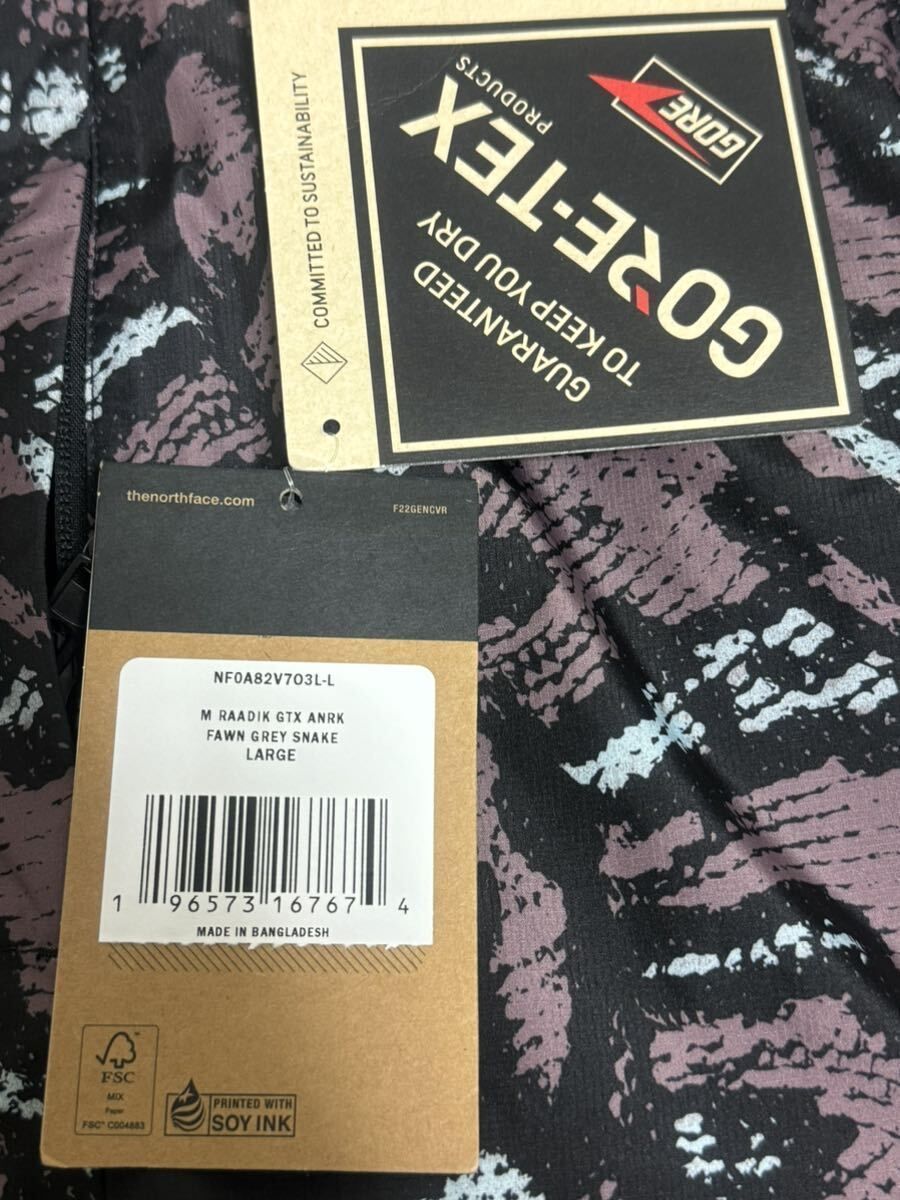 COMMITTED TO SUSTAINABILITY
GORE
GORE-TEX
PRODUCTS
GUARANTEED
TO KEEP YOU DRY
thenorthface.com
F22GENCVR
NF0A82V7O3L-L
M RAADIK GTX ANRK
FAWN GREY SNAKE
LARGE
1 96573 16767 4
MADE IN BANGLADESH
FSC
MIX
Paper
FSC® C004883
PRINTED WITH
SOY INK